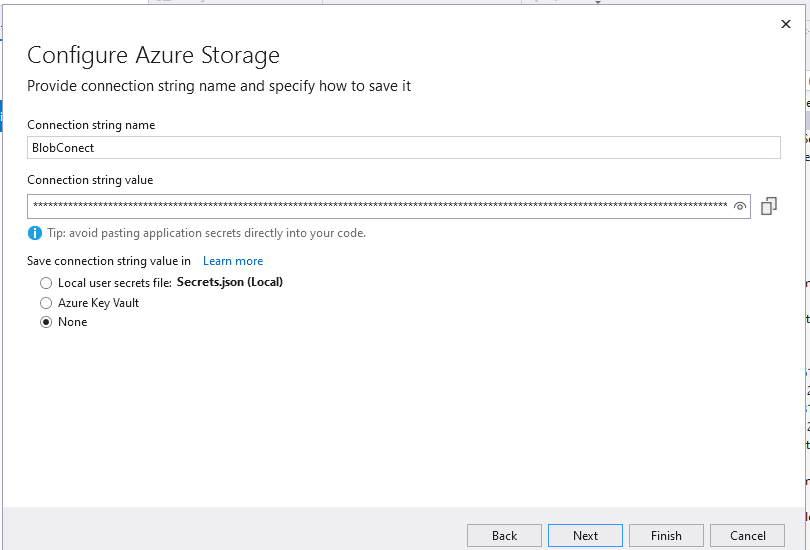 Configure Azure Storage
Provide connection string name and specify how to save it
Connection string name
BlobConect
Connection string value
********************************************************************************************************************************************
Tip: avoid pasting application secrets directly into your code.
Save connection string value in Learn more
Local user secrets file: Secrets.json (Local)
Azure Key Vault
None
Back Next Finish Cancel